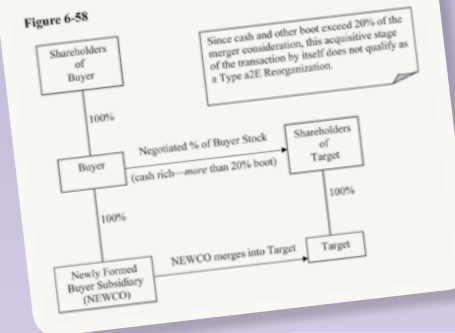 Figure 6-58
Since cash and other boot exceed 20% of the
merger consideration, this acquisitive stage
of the transaction by itself does not qualify as
a Type a2E Reorganization.
Shareholders
of
Buyer
100%
Buyer
Negotiated % of Buyer Stock
(cash rich—more than 20% boot)
Shareholders
of
Target
100%
100%
Newly Formed
Buyer Subsidiary
(NEWCO)
NEWCO merges into Target
Target